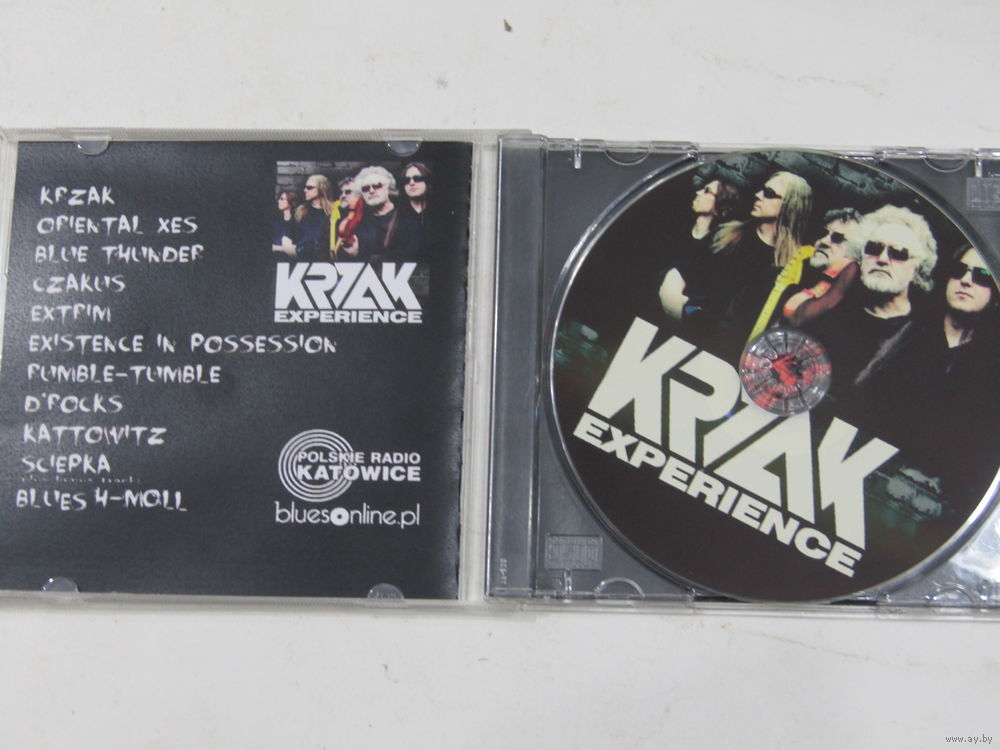 KRZAK
ORIENTAL XES
BLUE THUNDER
CZAKUS
EXTRIM
EXISTENCE IN POSSESSION
RUMBLE-TUMBLE
D'ROCKS
KATTOWITZ
SCIERKA
BLUES H-MOLL
KRZAK
EXPERIENCE
POLSKIE RADIO
KATOWICE
bluesonline.pl
KRZAK
EXPERIENCE
www.ay.by